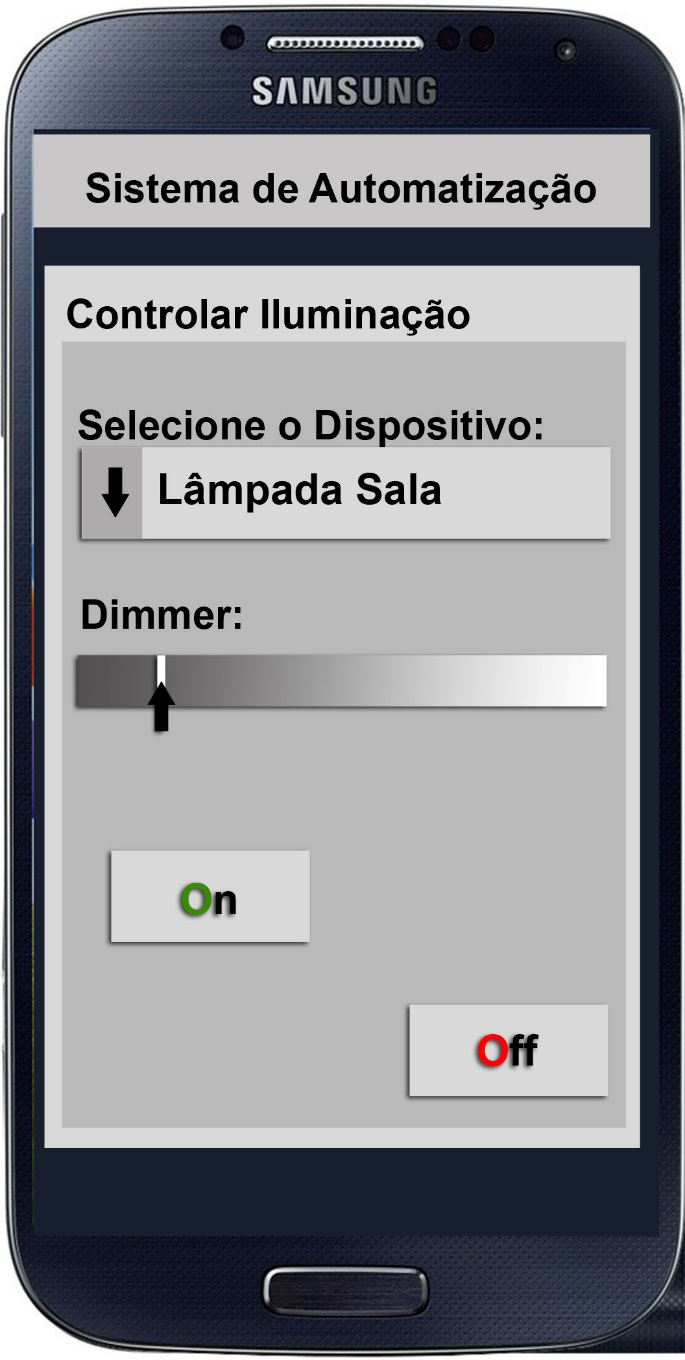 SAMSUNG
Sistema de Automatização
Controlar Iluminação
Selecione o Dispositivo:
Lâmpada Sala
Dimmer:
On
Off